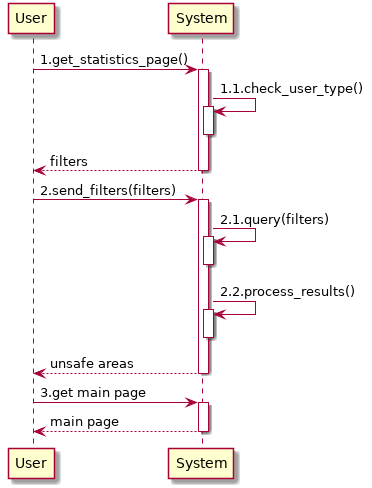 User
System
1.get_statistics_page()
1.1.check_user_type()
filters
2.send_filters(filters)
2.1.query(filters)
2.2.process_results()
unsafe areas
3.get main page
main page
User
System